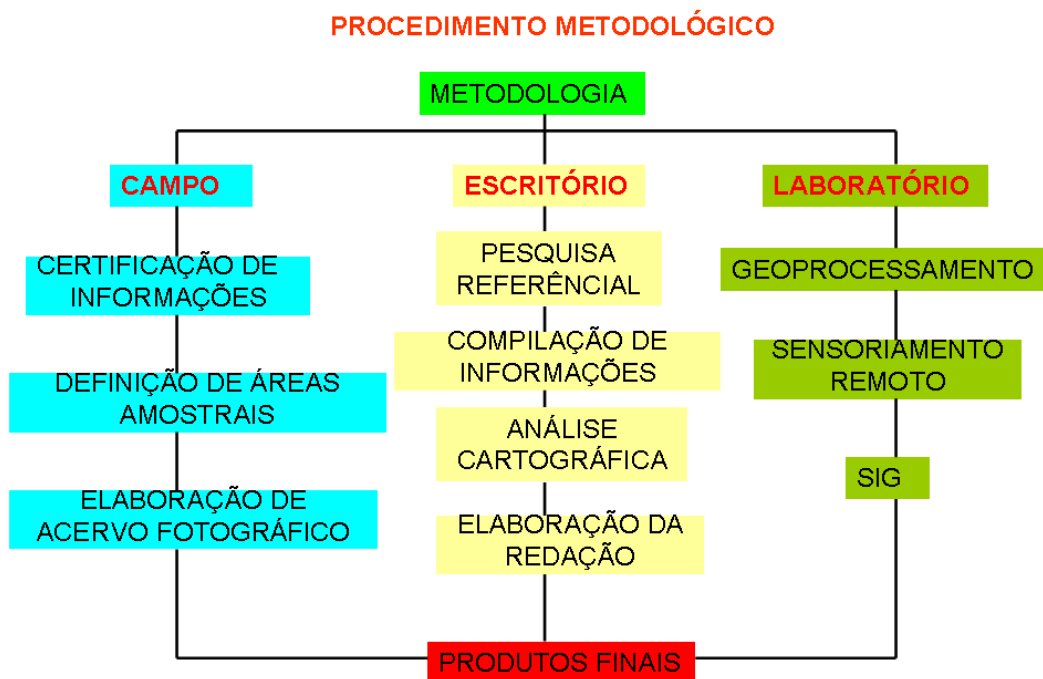 PROCEDIMENTO METODOLÓGICO
METODOLOGIA
CAMPO
CERTIFICAÇÃO DE
INFORMAÇÕES
DEFINIÇÃO DE ÁREAS
AMOSTRAIS
ELABORAÇÃO DE
ACERVO FOTOGRÁFICO
ESCRITÓRIO
PESQUISA
REFERÊNCIAL
COMPILAÇÃO DE
INFORMAÇÕES
ANÁLISE
CARTOGRÁFICA
ELABORAÇÃO DA
REDAÇÃO
LABORATÓRIO
GEOPROCESSAMENTO
SENSORIAMENTO
REMOTO
SIG
PRODUTOS FINAIS